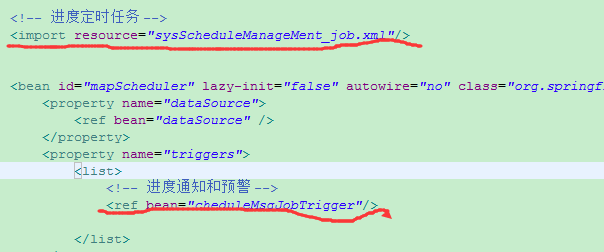 <!-- 进度定时任务 -->
<import resource="sysScheduleManageMent_job.xml"/>
<bean id="mapScheduler" lazy-init="false" autowire="no" class="org.springf
<property name="dataSource">
<ref bean="dataSource" />
</property>
<property name="triggers">
<list>
<!-- 进度通知和预警 -->
<ref bean="cheduleMsgJobTrigger"/>
</list>